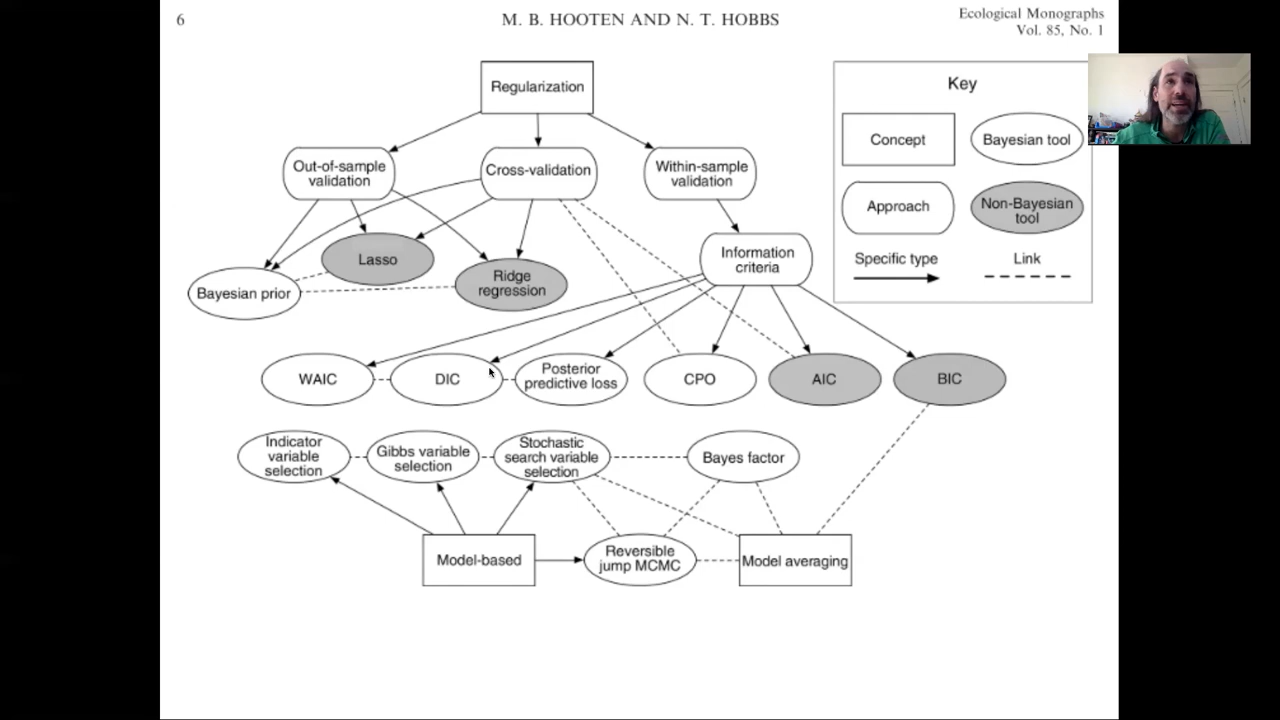 6
M. B. HOOTEN AND N. T. HOBBS
Ecological Monographs
Vol. 85, No. 1
Regularization
Key
Concept
Bayesian tool
Approach
Non-Bayesian
tool
Specific type
Link
Out-of-sample
validation
Cross-validation
Within-sample
validation
Lasso
Information
criteria
Bayesian prior
Ridge
regression
WAIC
DIC
Posterior
predictive loss
CPO
AIC
BIC
Indicator
variable
selection
Gibbs variable
selection
Stochastic
search variable
selection
Bayes factor
Model-based
Reversible
jump MCMC
Model averaging